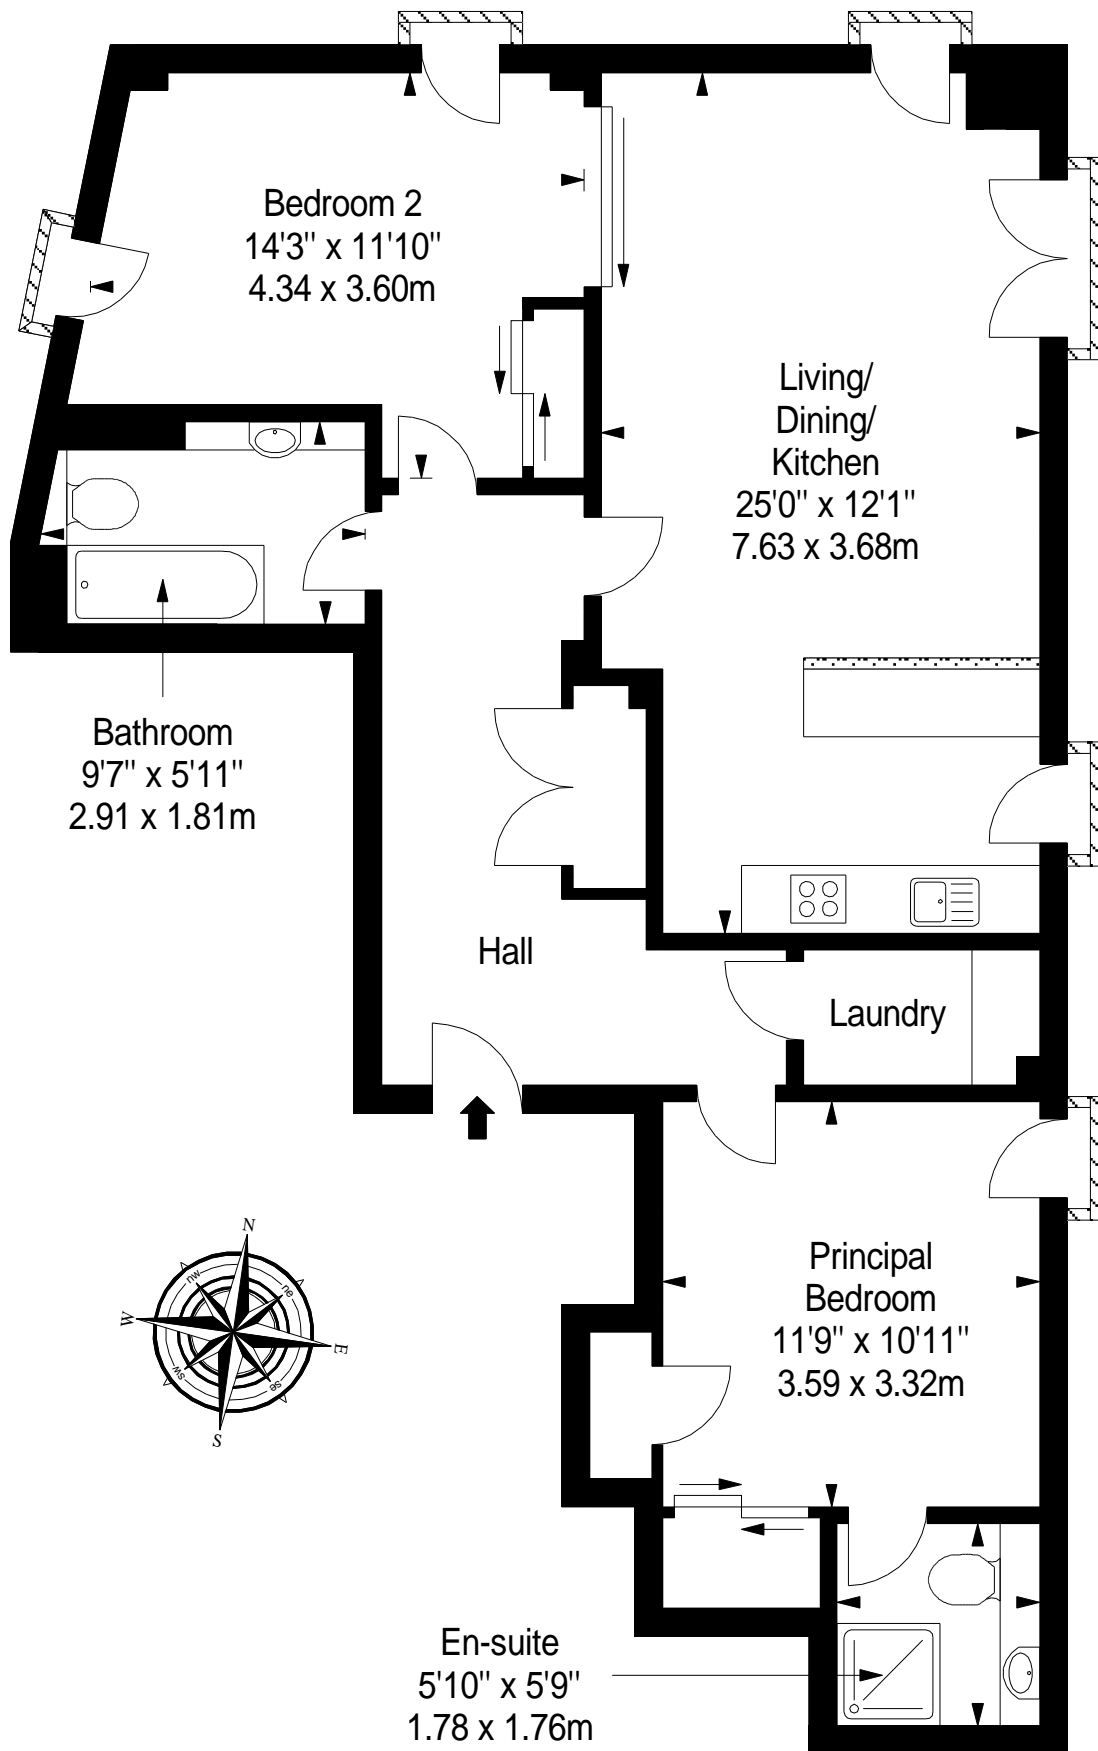 Bedroom 2
14'3" x 11'10"
4.34 x 3.60m
Living/
Dining/
Kitchen
25'0" x 12'1"
7.63 x 3.68m
Bathroom
9'7" x 5'11"
2.91 x 1.81m
Hall
Laundry
Principal
Bedroom
11'9" x 10'11"
3.59 x 3.32m
N
nw
ne
W
E
sw
se
S
En-suite
5'10" x 5'9"
1.78 x 1.76m